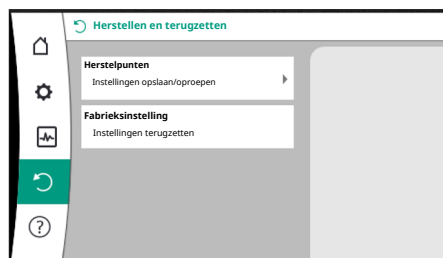 Herstellen en terugzetten
Herstelpunten
Instellingen opslaan/oproepen
Fabrieksinstelling
Instellingen terugzetten
?